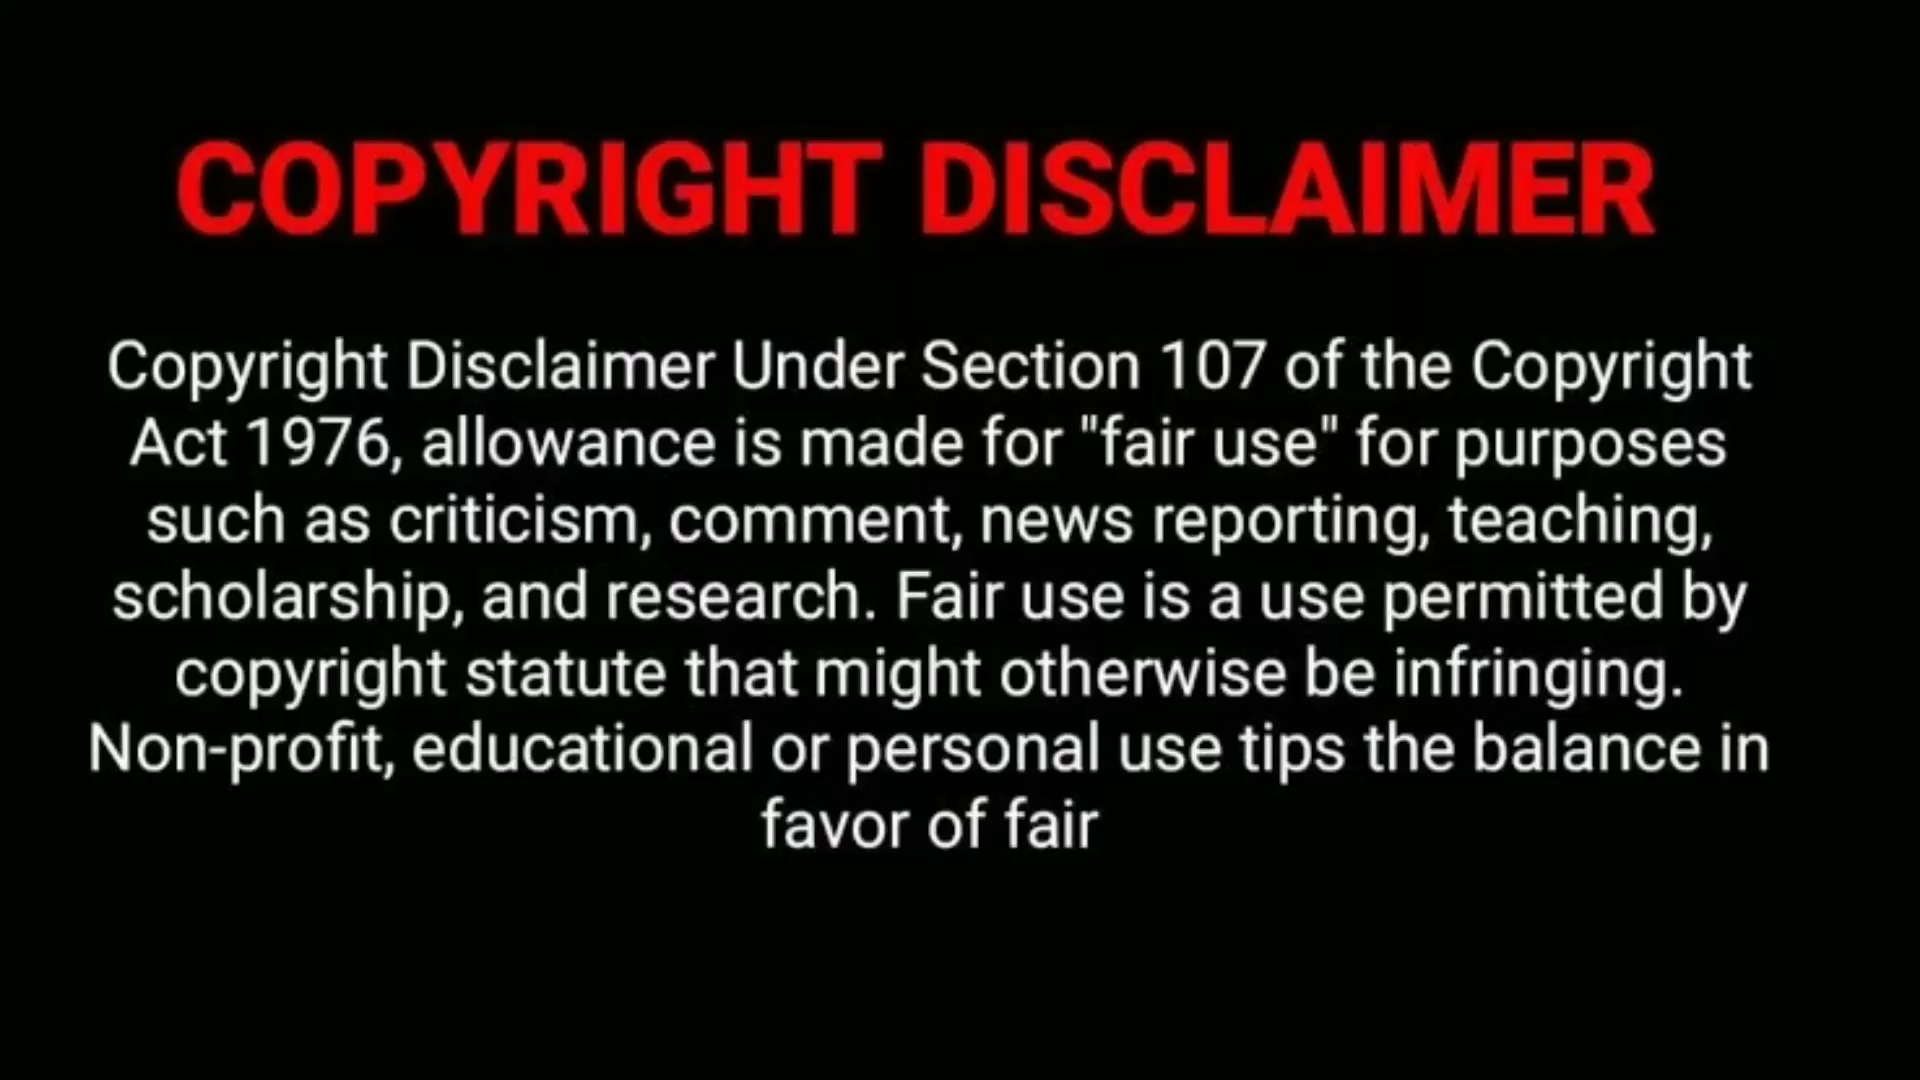 COPYRIGHT DISCLAIMER
Copyright Disclaimer Under Section 107 of the Copyright
Act 1976, allowance is made for "fair use" for purposes
such as criticism, comment, news reporting, teaching,
scholarship, and research. Fair use is a use permitted by
copyright statute that might otherwise be infringing.
Non-profit, educational or personal use tips the balance in
favor of fair